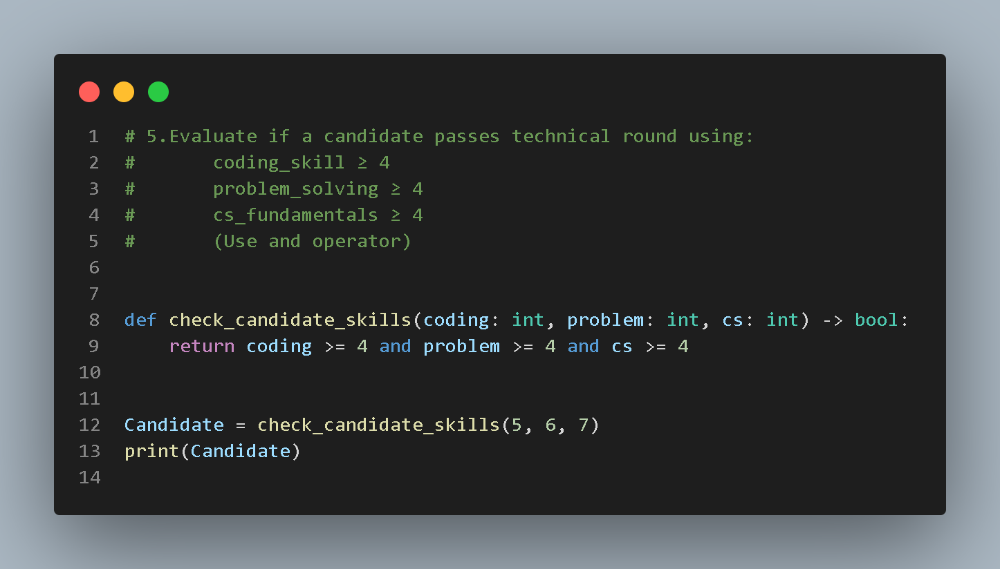 1 # 5.Evaluate if a candidate passes technical round using:
2 #       coding_skill ≥ 4
3 #       problem_solving ≥ 4
4 #       cs_fundamentals ≥ 4
5 #       (Use and operator)
6
7
8 def check_candidate_skills(coding: int, problem: int, cs: int) -> bool:
9     return coding >= 4 and problem >= 4 and cs >= 4
10
11
12 Candidate = check_candidate_skills(5, 6, 7)
13 print(Candidate)
14